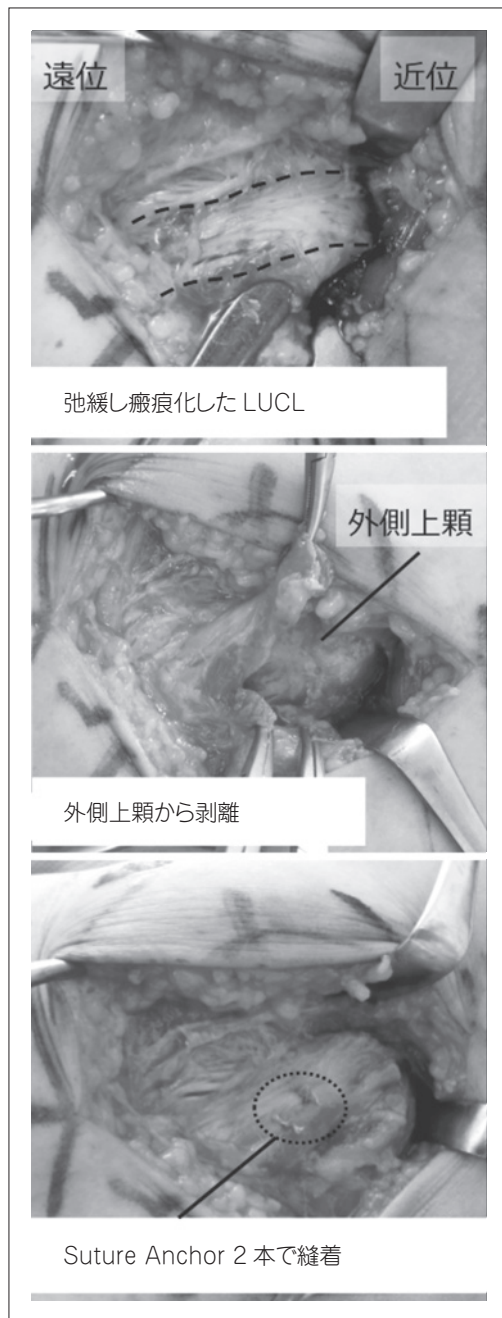 遠位
近位
弛緩し瘢痕化した LUCL
外側上顆
外側上顆から剥離
Suture Anchor 2 本で縫着